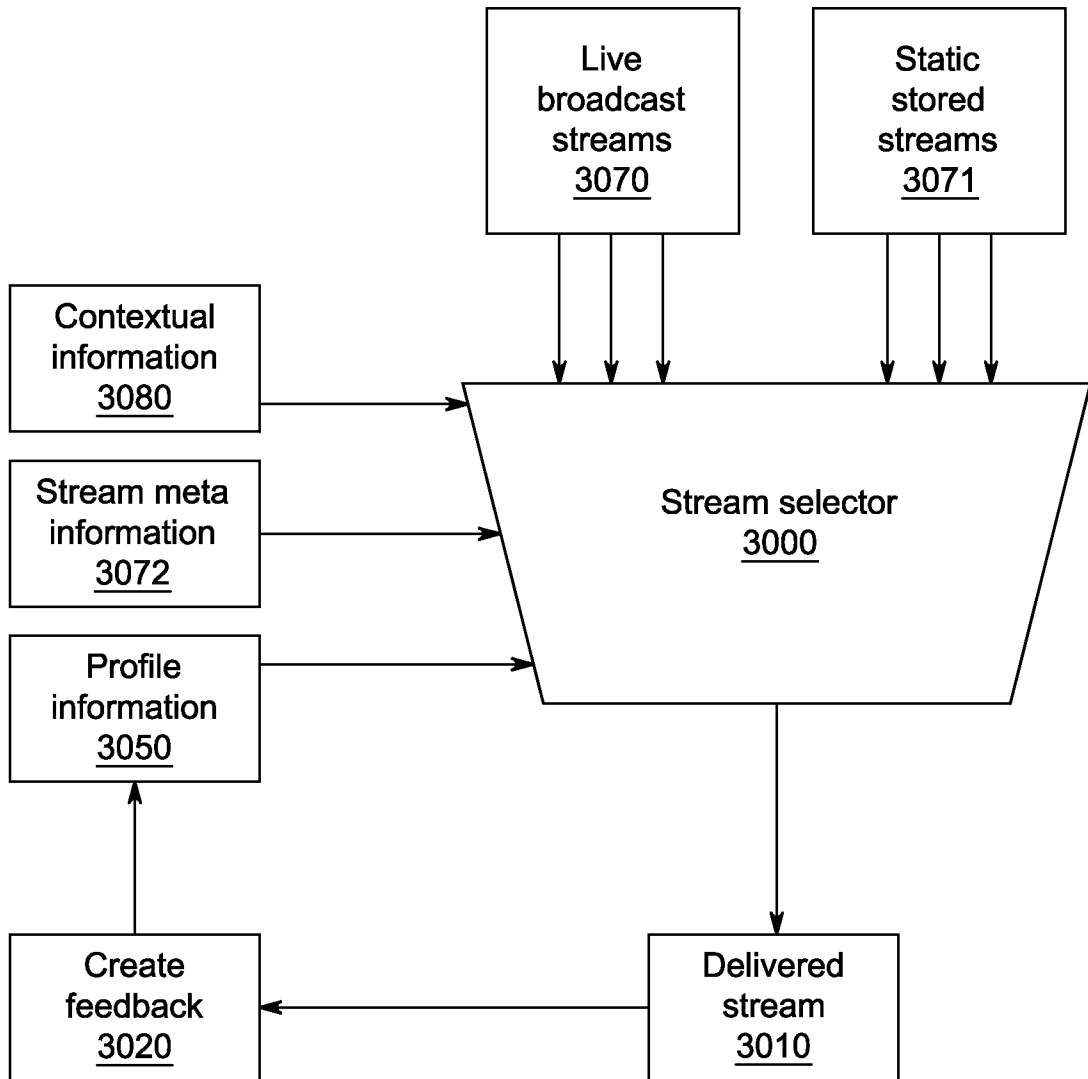 Live
broadcast
streams
3070
Static
stored
streams
3071
Contextual
information
3080
Stream meta
information
3072
Stream selector
3000
Profile
information
3050
Create
feedback
3020
Delivered
stream
3010